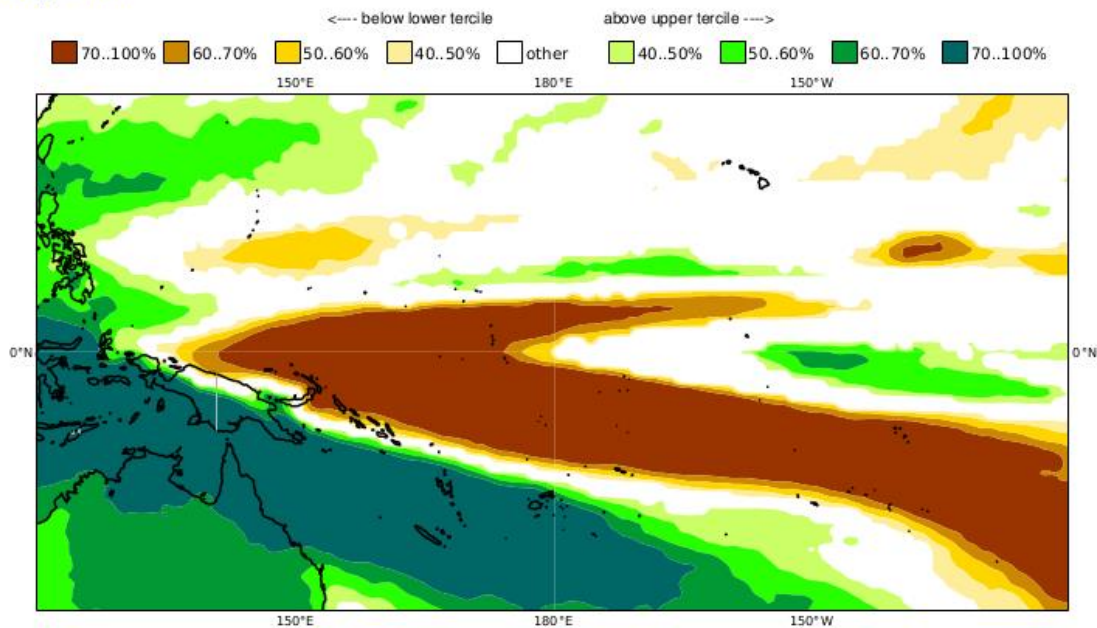 <---- below lower tercile above upper tercile ---->
70..100% 60..70% 50..60% 40..50% other 40..50% 50..60% 60..70% 70..100%
150°E 180°E 150°W
0°N 0°N
150°E 180°E 150°W